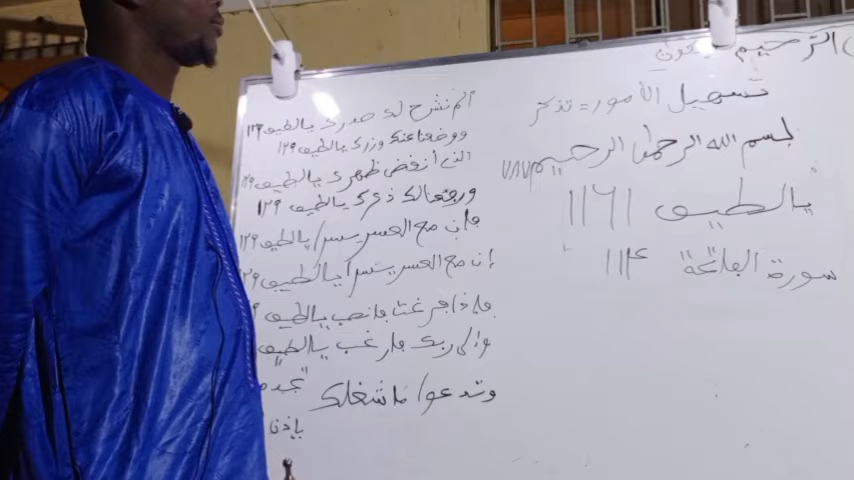 الرحيم
تسهيل الأمور = تذكر
بسم الله الرحمن الرحيم ٧٨٧
يالطيف ١١٦١
سورة الفاتحة ١١٤
ألم نشرح لك صدرك يالطيف ١٢٩
ووضعنا عنك وزرك يالطيف ١٢٩
الذي أنقض ظهرك يالطيف ١٢٩
ورفعنا لك ذكرك يالطيف ١٢٩
فإن مع العسر يسرا يالطيف ١٢٩
إن مع العسر يسرا يالطيف ١٢٩
فإذا فرغت فانصب يالطيف
وإلى ربك فارغب يالطيف
وتدعوا ما شغلك
بإذن